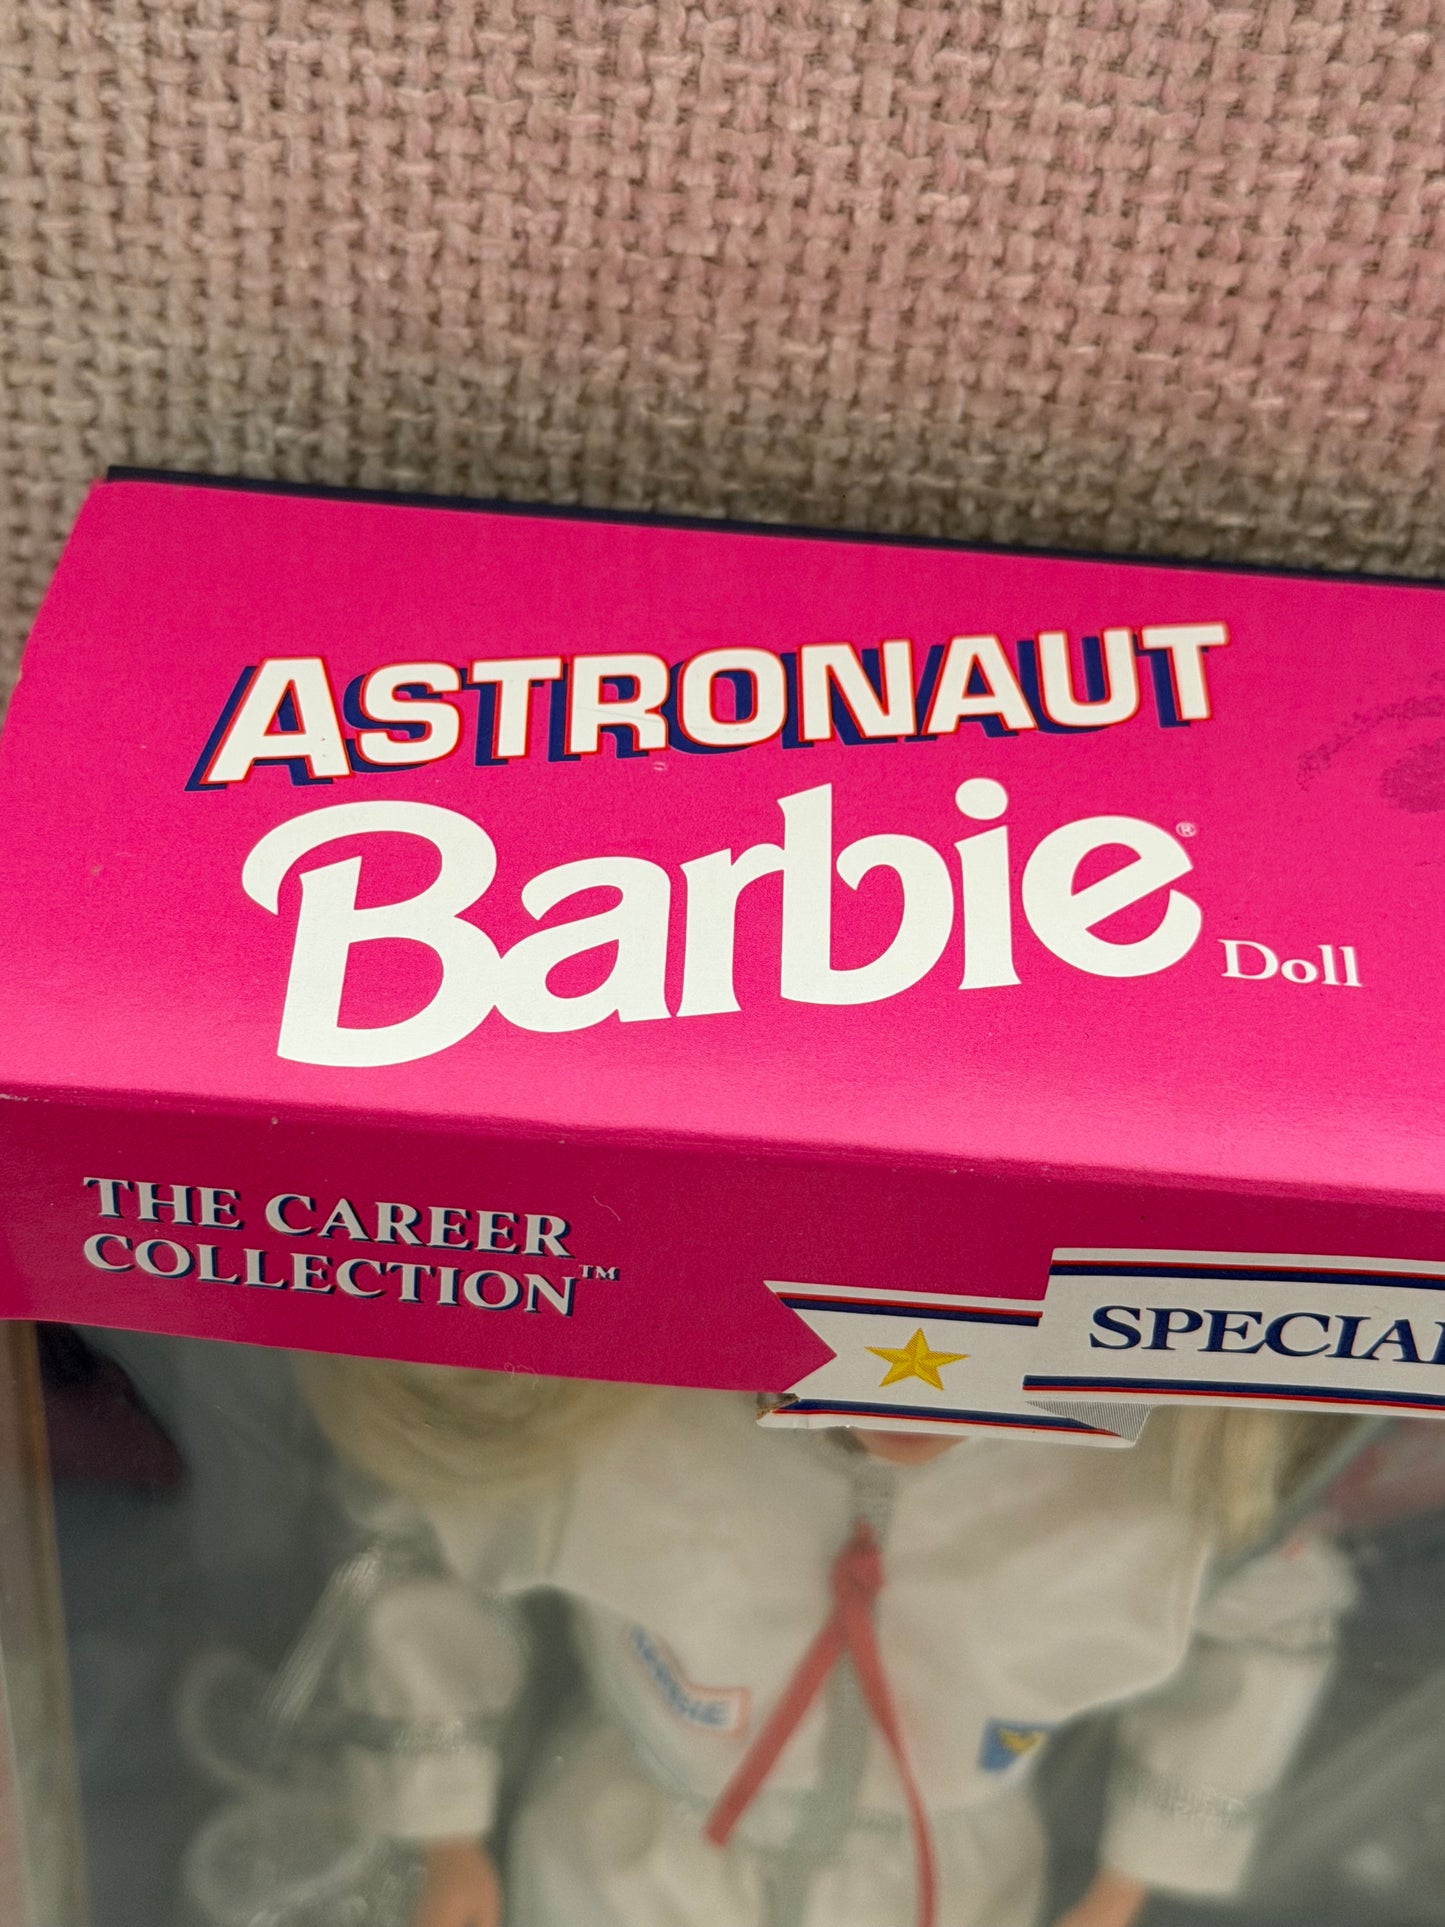 ASTRONAUT
Barbie® Doll
THE CAREER
COLLECTION™
SPECIAL